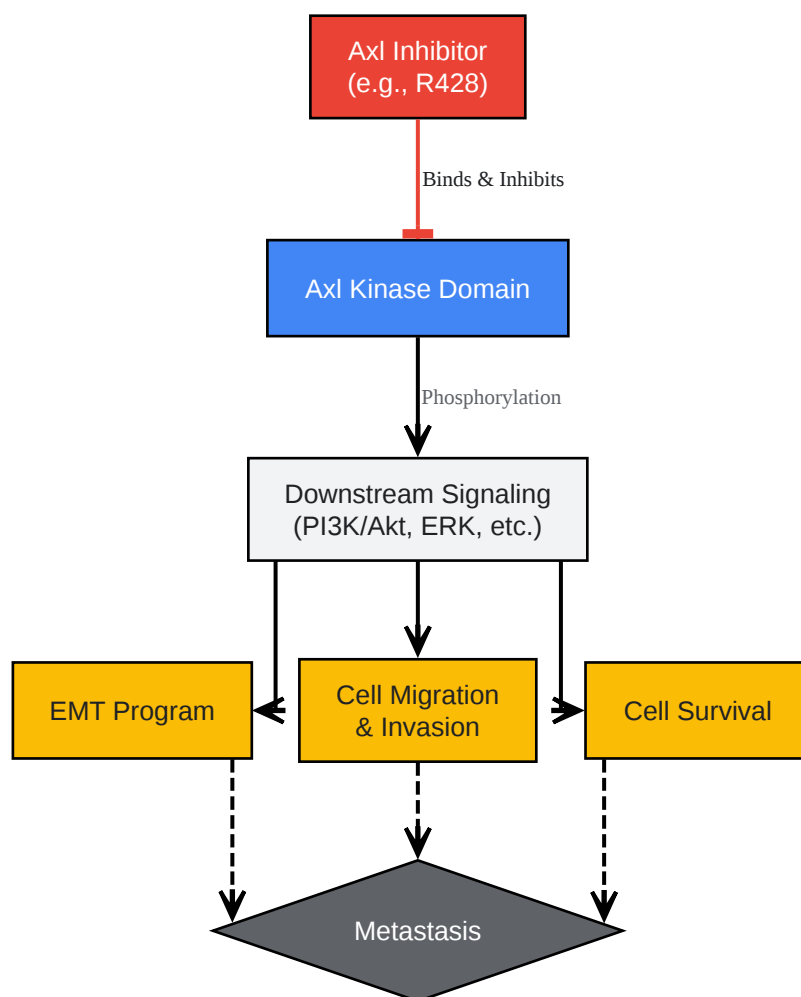 Axl Inhibitor
(e.g., R428)
Binds & Inhibits
Axl Kinase Domain
Phosphorylation
Downstream Signaling
(PI3K/Akt, ERK, etc.)
EMT Program
Cell Migration
& Invasion
Cell Survival
Metastasis